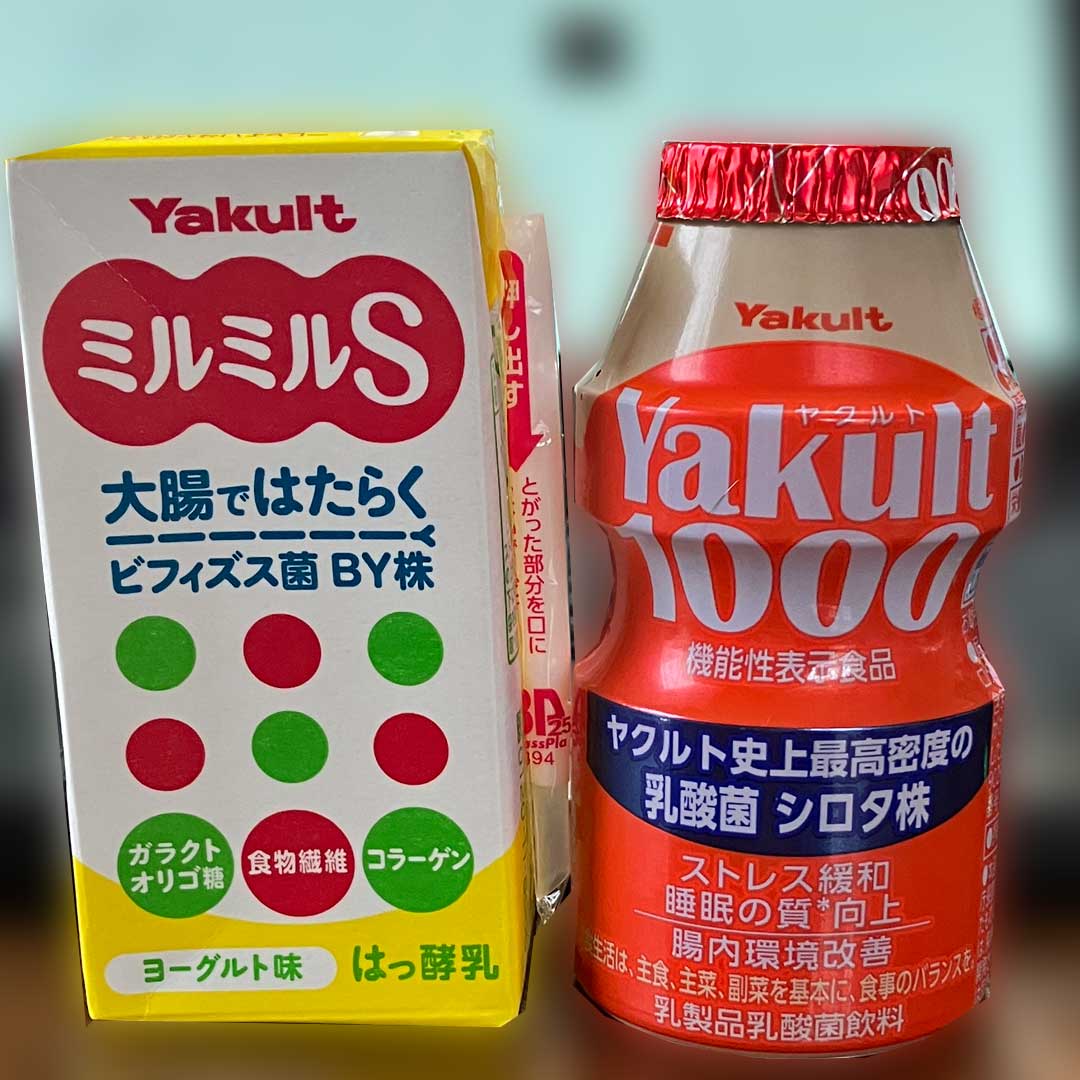 Yakult
ミルミルS
大腸ではたらく
ビフィズス菌 BY株
ガラクト
オリゴ糖
食物繊維
コラーゲン
ヨーグルト味
はっ酵乳
押し出す
とがった部分を口に
25
394
Yakult
ヤクルト
Yakult
1000
機能性表示食品
ヤクルト史上最高密度の
乳酸菌 シロタ株
ストレス緩和
睡眠の質*向上
腸内環境改善
食生活は、主食、主菜、副菜を基本に、食事のバランスを。
乳製品乳酸菌飲料